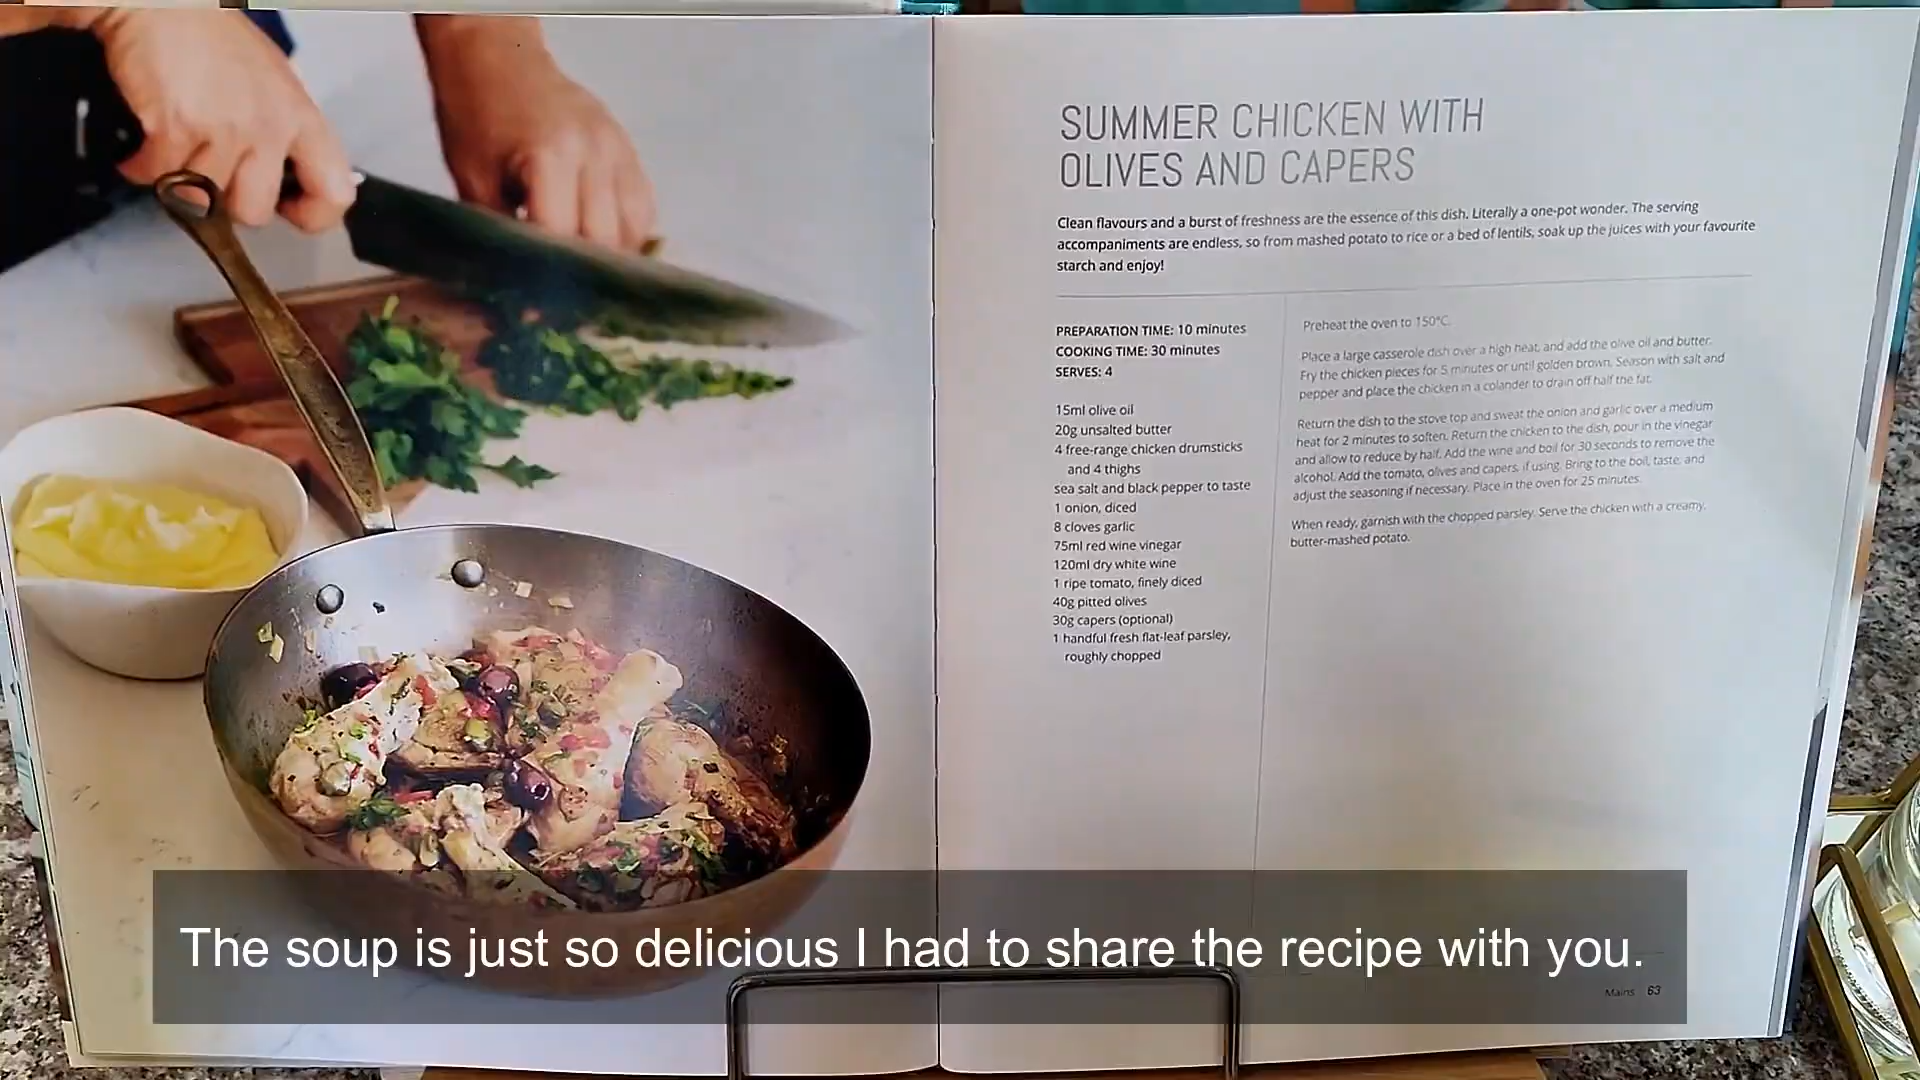 SUMMER CHICKEN WITH
OLIVES AND CAPERS
Clean flavours and a burst of freshness are the essence of this dish. Literally a one-pot wonder. The serving
accompaniments are endless, so from mashed potato to rice or a bed of lentils, soak up the juices with your favourite
starch and enjoy!
PREPARATION TIME: 10 minutes
COOKING TIME: 30 minutes
SERVES: 4
15ml olive oil
20g unsalted butter
4 free-range chicken drumsticks
and 4 thighs
sea salt and black pepper to taste
1 onion, diced
8 cloves garlic
75ml red wine vinegar
120ml dry white wine
1 ripe tomato, finely diced
40g pitted olives
30g capers (optional)
1 handful fresh flat-leaf parsley,
roughly chopped
Preheat the oven to 150°C.
Place a large casserole dish over a high heat, and add the olive oil and butter.
Fry the chicken pieces for 5 minutes or until golden brown. Season with salt and
pepper and place the chicken in a colander to drain off half the fat.
Return the dish to the stove top and sweat the onion and garlic over a medium
heat for 2 minutes to soften. Return the chicken to the dish, pour in the vinegar
and allow to reduce by half. Add the wine and boil for 30 seconds to remove the
alcohol. Add the tomato, olives and capers, if using. Bring to the boil, taste, and
adjust the seasoning if necessary. Place in the oven for 25 minutes.
When ready, garnish with the chopped parsley. Serve the chicken with a creamy,
butter-mashed potato.
The soup is just so delicious I had to share the recipe with you.
Mains 63